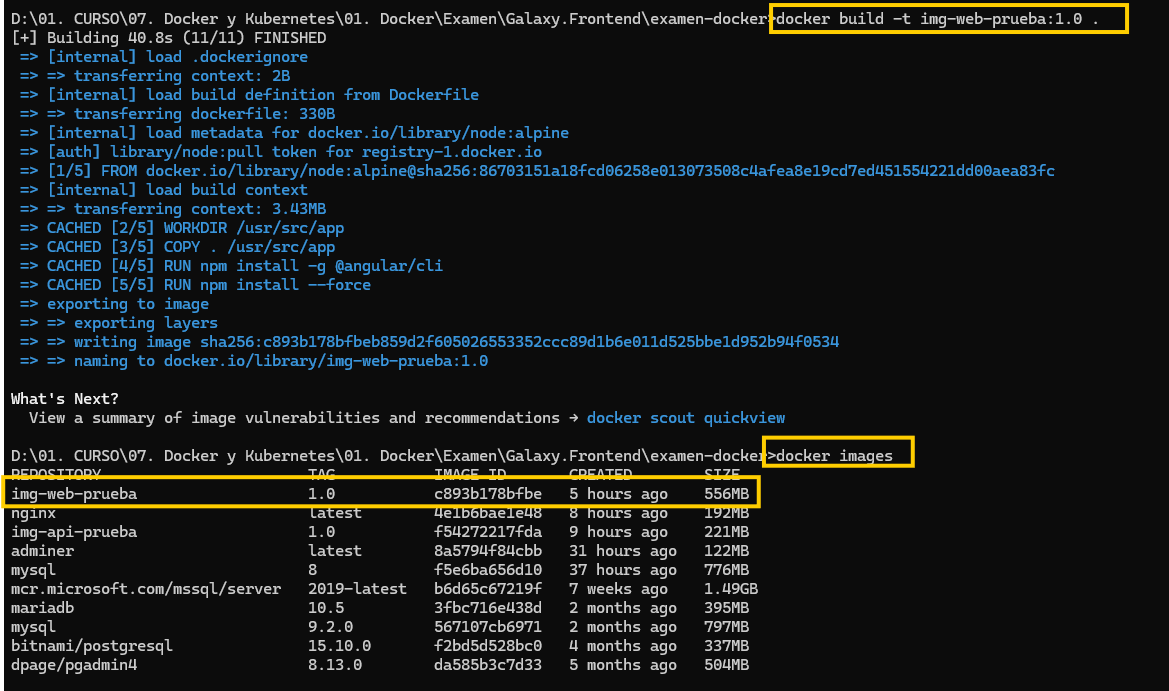 D:\01. CURSO\07. Docker y Kubernetes\01. Docker\Examen\Galaxy.Frontend\examen-docker>docker build -t img-web-prueba:1.0 .
[+] Building 40.8s (11/11) FINISHED
=> [internal] load .dockerignore
=> => transferring context: 2B
=> [internal] load build definition from Dockerfile
=> => transferring dockerfile: 330B
=> [internal] load metadata for docker.io/library/node:alpine
=> [auth] library/node:pull token for registry-1.docker.io
=> [1/5] FROM docker.io/library/node:alpine@sha256:86703151a18fcd06258e013073508c4afea8e19cd7ed451554221dd00aea83fc
=> [internal] load build context
=> => transferring context: 3.43MB
=> CACHED [2/5] WORKDIR /usr/src/app
=> CACHED [3/5] COPY . /usr/src/app
=> CACHED [4/5] RUN npm install -g @angular/cli
=> CACHED [5/5] RUN npm install --force
=> exporting to image
=> => exporting layers
=> => writing image sha256:c893b178bfbeb859d2f605026553352ccc89d1b6e011d525bbe1d952b94f0534
=> => naming to docker.io/library/img-web-prueba:1.0
What's Next?
View a summary of image vulnerabilities and recommendations → docker scout quickview
D:\01. CURSO\07. Docker y Kubernetes\01. Docker\Examen\Galaxy.Frontend\examen-docker>docker images
REPOSITORY TAG IMAGE ID CREATED SIZE
img-web-prueba 1.0 c893b178bfbe 5 hours ago 556MB
nginx latest 4e1b6bae1e48 8 hours ago 192MB
img-api-prueba 1.0 f54272217fda 9 hours ago 221MB
adminer latest 8a5794f84cbb 31 hours ago 122MB
mysql 8 f5e6ba656d10 37 hours ago 776MB
mcr.microsoft.com/mssql/server 2019-latest b6d65c67219f 7 weeks ago 1.49GB
mariadb 10.5 3fbc716e438d 2 months ago 395MB
mysql 9.2.0 567107cb6971 2 months ago 797MB
bitnami/postgresql 15.10.0 f2bd5d528bc0 4 months ago 337MB
dpage/pgadmin4 8.13.0 da585b3c7d33 5 months ago 504MB